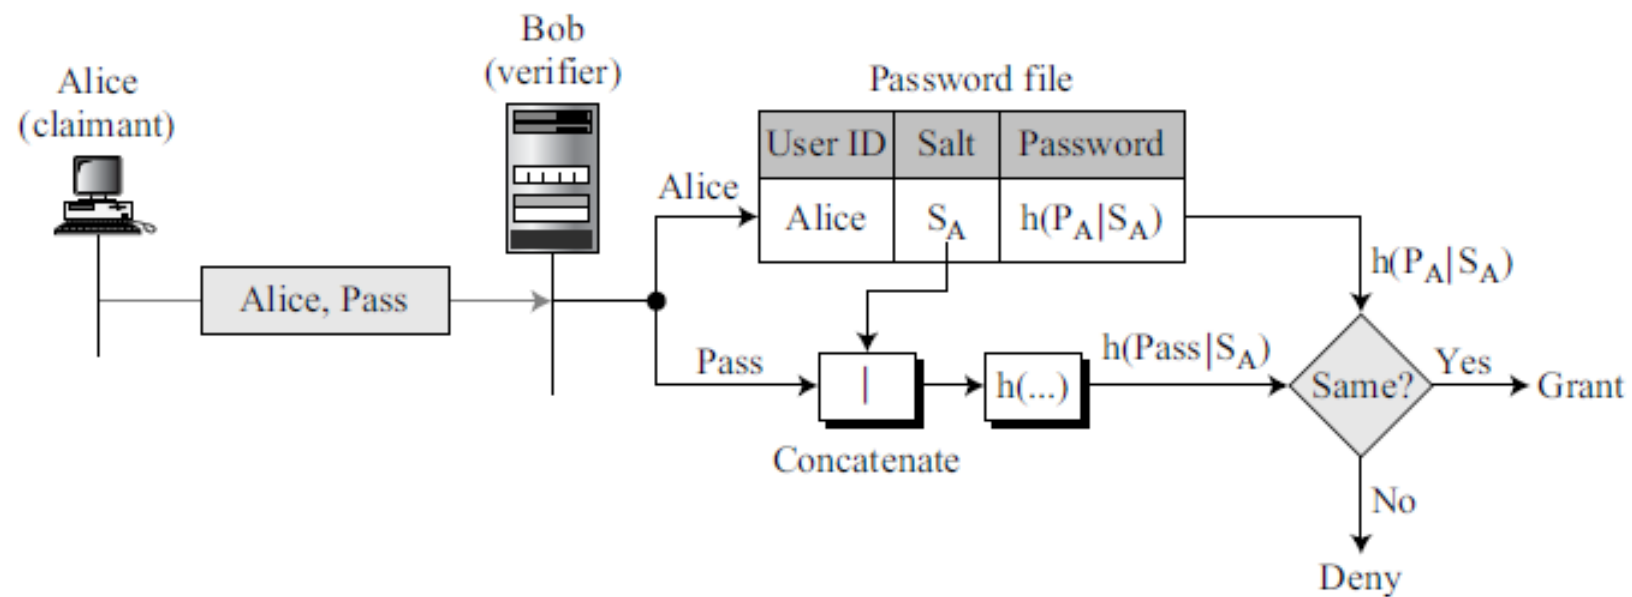 Bob
(verifier)
Alice
(claimant)
Password file
User ID Salt Password
Alice
Alice S_A h(P_A|S_A)
h(P_A|S_A)
Alice, Pass
Pass
|
h(...)
h(Pass|S_A)
Same?
Yes
Grant
Concatenate
No
Deny